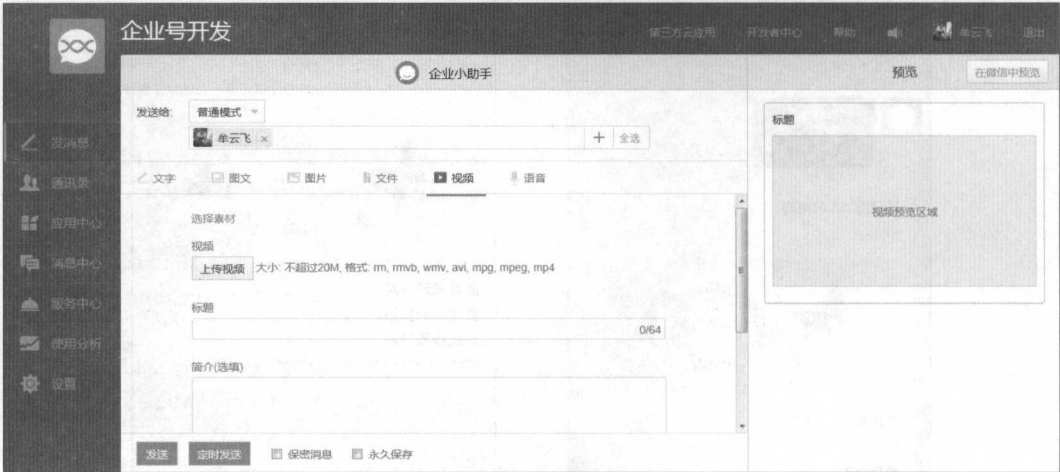 企业号开发
第三方云应用 开发者中心 帮助 牟云飞 退出
企业小助手
预览 在微信中预览
发消息
通讯录
应用中心
消息中心
服务中心
使用分析
设置
发送给: 普通模式
牟云飞 × + 全选
文字 图文 图片 文件 视频 语音
选择素材
视频
上传视频 大小: 不超过20M, 格式: rm, rmvb, wmv, avi, mpg, mpeg, mp4
标题
0/64
简介(选填)
发送 定时发送 保密消息 永久保存
标题
视频预览区域